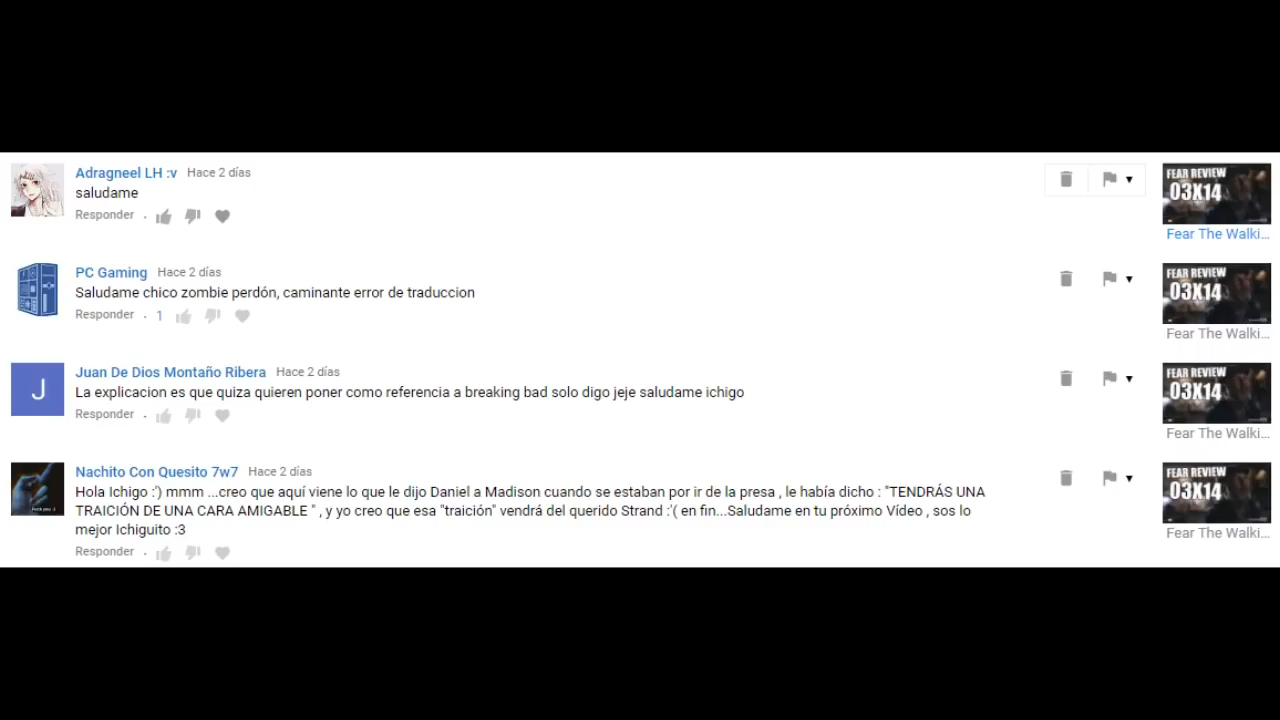 Adragneel LH :v Hace 2 días
saludame
Responder .
FEAR REVIEW
03X14
Fear The Walki...
PC Gaming Hace 2 días
Saludame chico zombie perdón, caminante error de traduccion
Responder . 1
FEAR REVIEW
03X14
Fear The Walki...
J
Juan De Dios Montaño Ribera Hace 2 días
La explicacion es que quiza quieren poner como referencia a breaking bad solo digo jeje saludame ichigo
Responder .
FEAR REVIEW
03X14
Fear The Walki...
Nachito Con Quesito 7w7 Hace 2 días
Hola Ichigo :') mmm ...creo que aquí viene lo que le dijo Daniel a Madison cuando se estaban por ir de la presa , le había dicho : "TENDRÁS UNA
TRAICIÓN DE UNA CARA AMIGABLE " , y yo creo que esa "traición" vendrá del querido Strand :'( en fin...Saludame en tu próximo Vídeo , sos lo
mejor Ichiguito :3
Responder .
FEAR REVIEW
03X14
Fear The Walki...